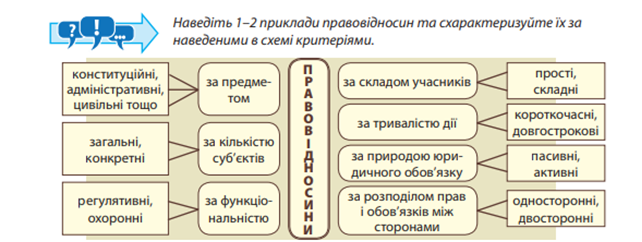 Наведіть 1–2 приклади правовідносин та схарактеризуйте їх за
наведеними в схемі критеріями.
? ! ...
конституційні,
адміністративні,
цивільні тощо
за предме-
том
загальні,
конкретні
за кількістю
суб’єктів
регулятивні,
охоронні
за функціо-
нальністю
ПРАВОВІДНОСИНИ
за складом учасників
прості,
складні
за тривалістю дії
короткочасні,
довгострокові
за природою юри-
дичного обов’язку
пасивні,
активні
за розподілом прав
і обов’язків між
сторонами
односторонні,
двосторонні